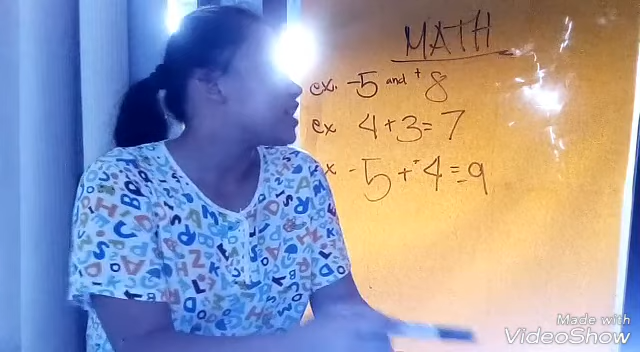 MATH
ex. -5 and +8
ex 4+3=7
x -5 + +4 = -9
Made with
VideoShow